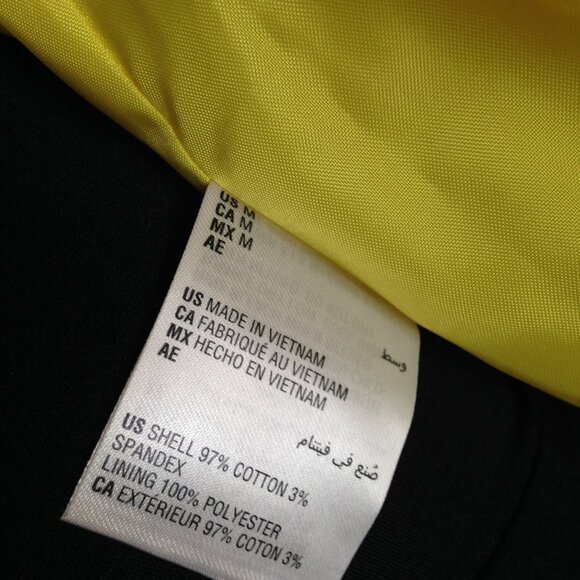 US M
CA M
MX M
AE
وسط
US MADE IN VIETNAM
CA FABRIQUÉ AU VIETNAM
MX HECHO EN VIETNAM
AE
صُنع في فيتنام
US SHELL 97% COTTON 3%
SPANDEX
LINING 100% POLYESTER
CA EXTERIEUR 97% COTON 3%